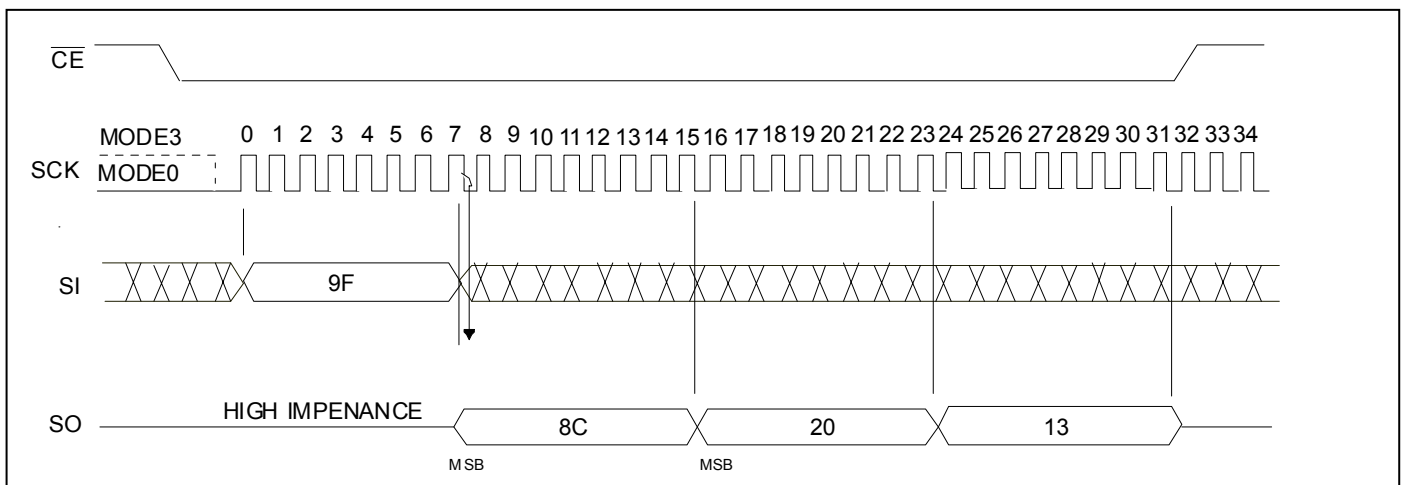 CE
MODE3 0 1 2 3 4 5 6 7 8 9 10 11 12 13 14 15 16 17 18 19 20 21 22 23 24 25 26 27 28 29 30 31 32 33 34
SCK MODE0
SI 9F
HIGH IMPENANCE
SO 8C 20 13
MSB MSB